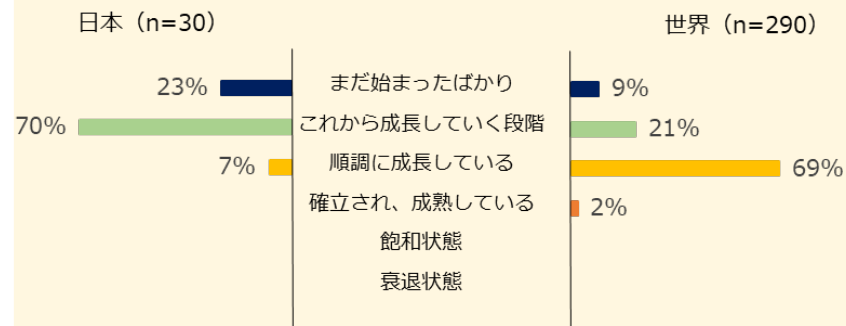 日本（n=30） 世界（n=290）
23% まだ始まったばかり 9%
70% これから成長していく段階 21%
7% 順調に成長している 69%
確立され、成熟している 2%
飽和状態
衰退状態